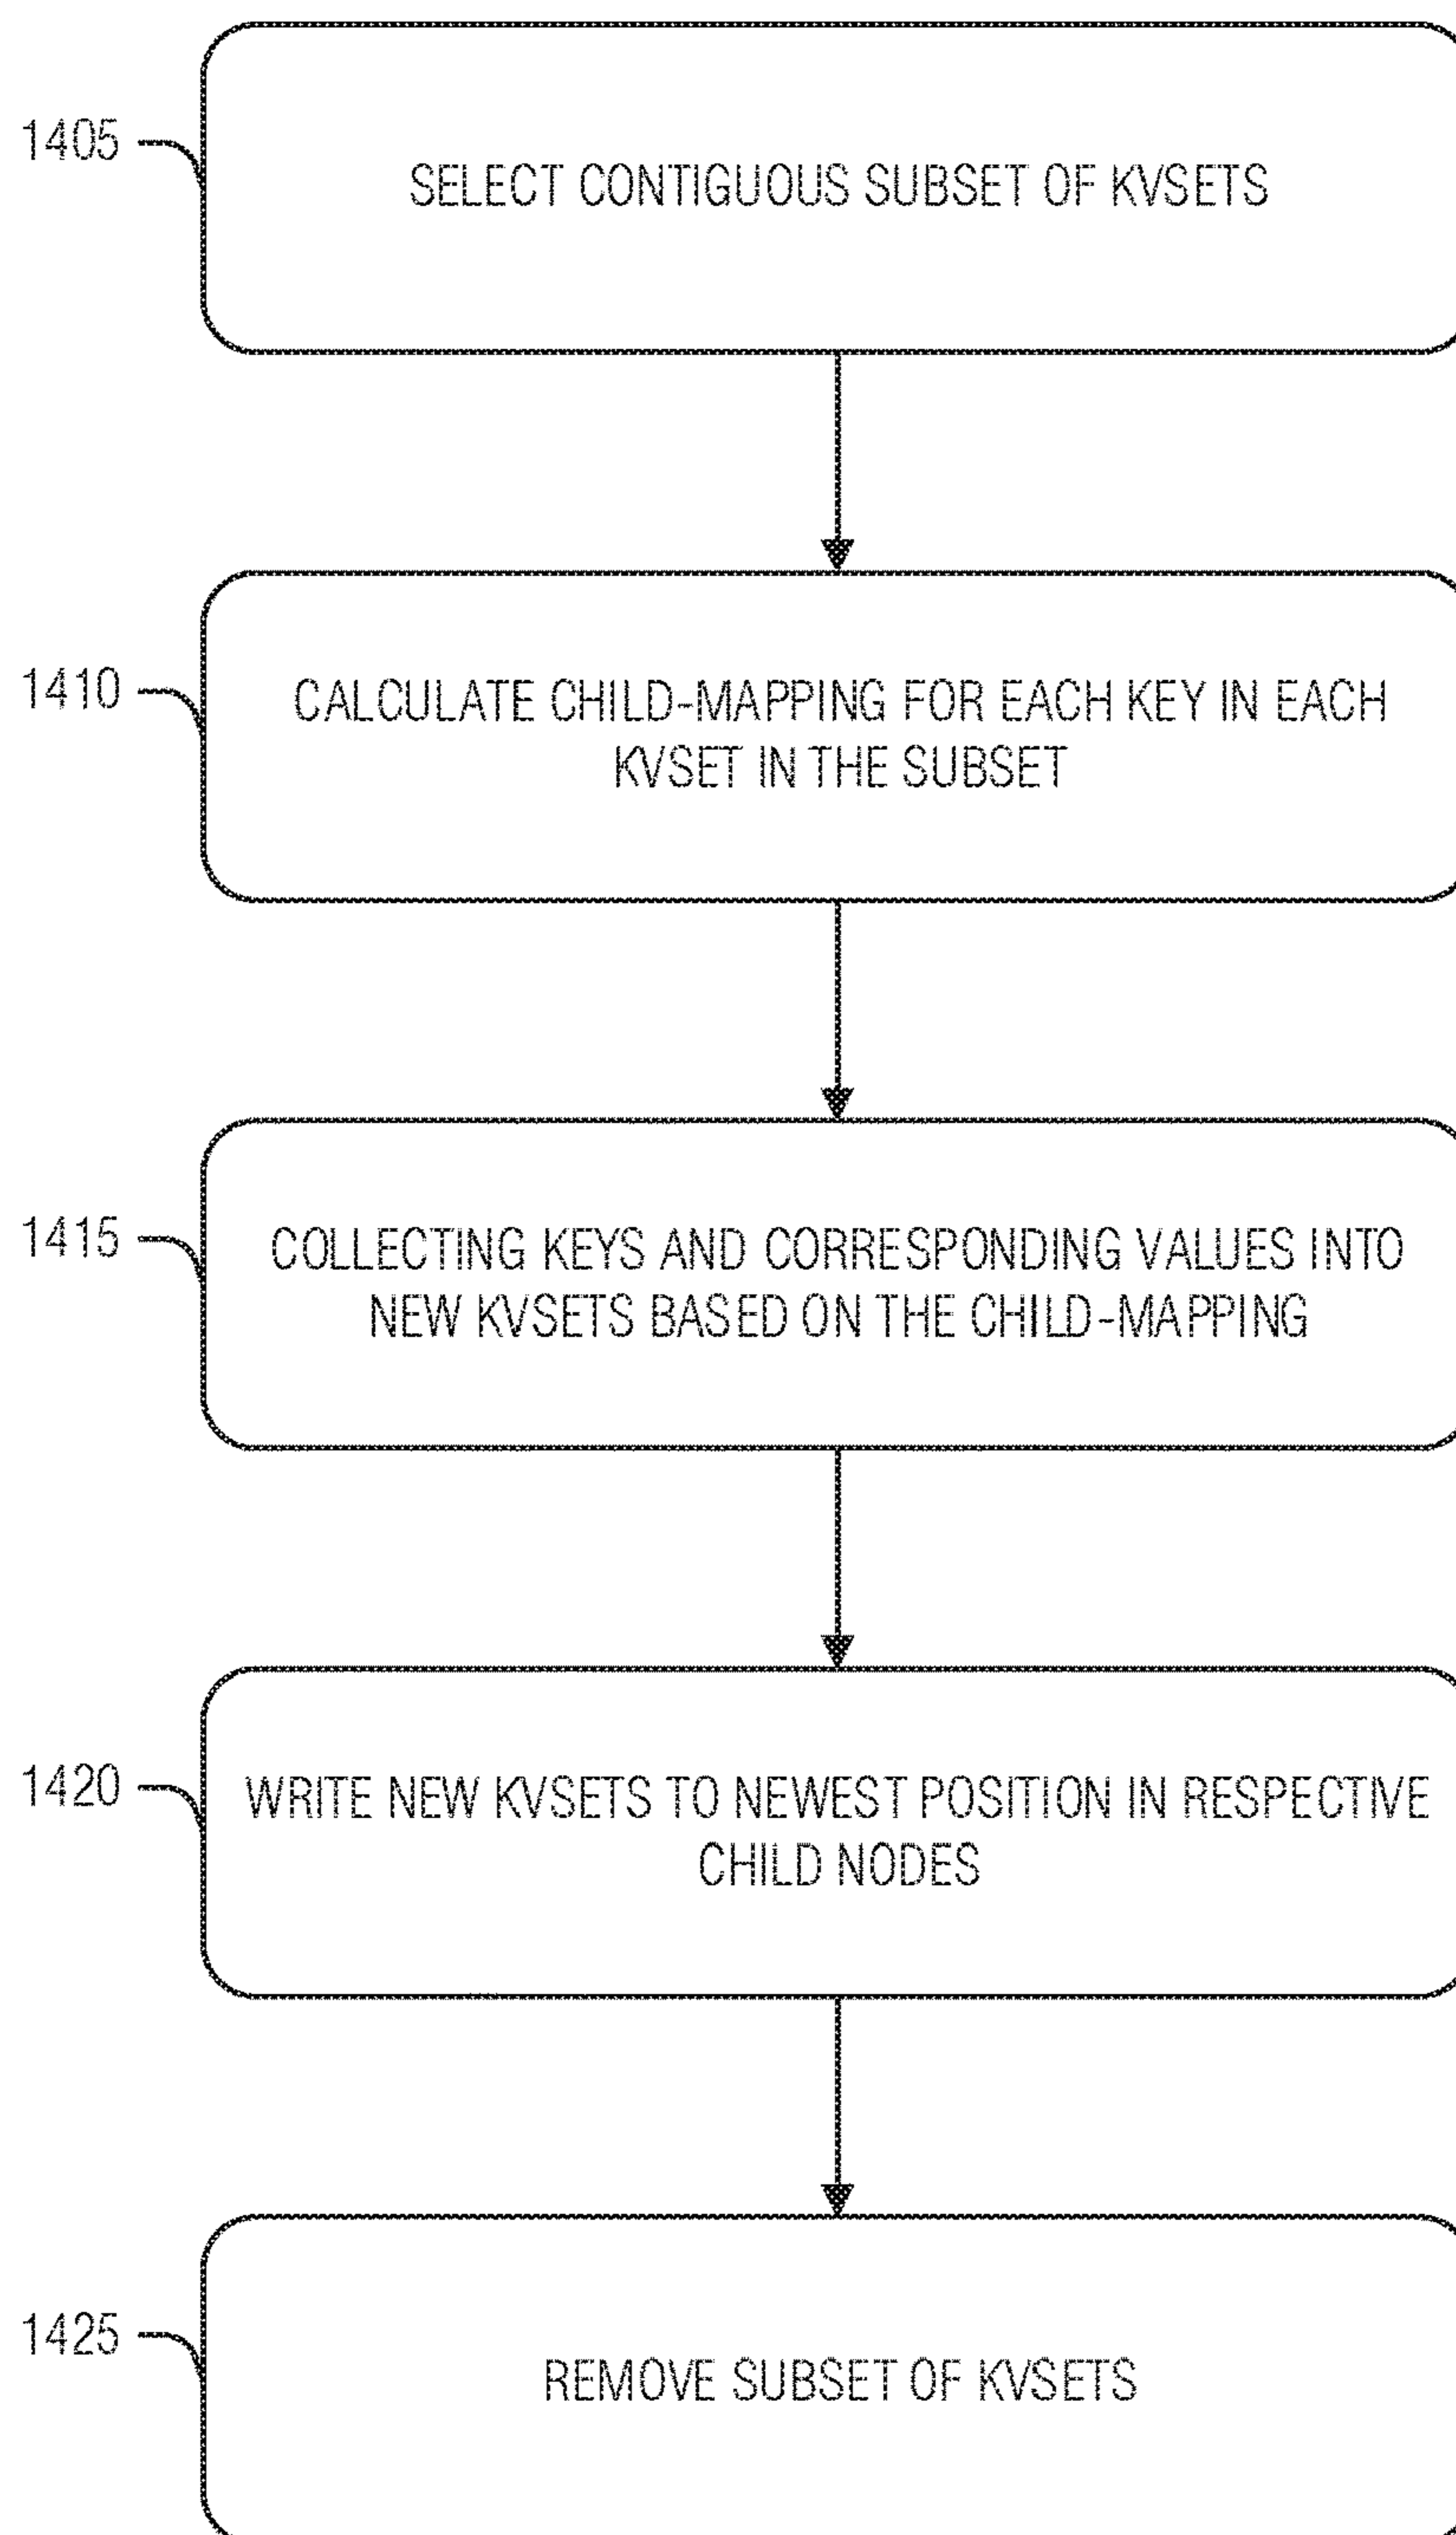 1405
SELECT CONTIGUOUS SUBSET OF KVSETS
1410
CALCULATE CHILD-MAPPING FOR EACH KEY IN EACH
KVSET IN THE SUBSET
1415
COLLECTING KEYS AND CORRESPONDING VALUES INTO
NEW KVSETS BASED ON THE CHILD-MAPPING
1420
WRITE NEW KVSETS TO NEWEST POSITION IN RESPECTIVE
CHILD NODES
1425
REMOVE SUBSET OF KVSETS